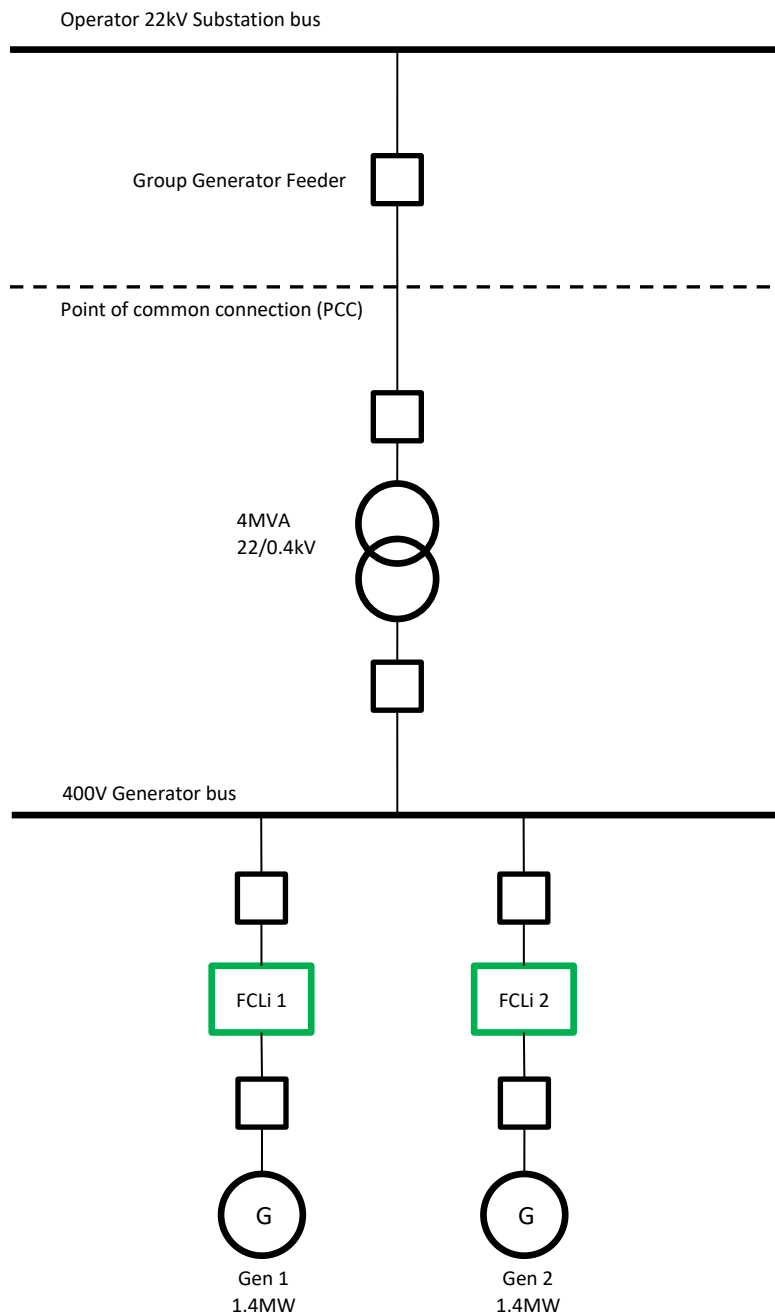 Operator 22kV Substation bus
Group Generator Feeder
Point of common connection (PCC)
4MVA
22/0.4kV
400V Generator bus
FCLi 1
FCLi 2
G
G
Gen 1
1.4MW
Gen 2
1.4MW